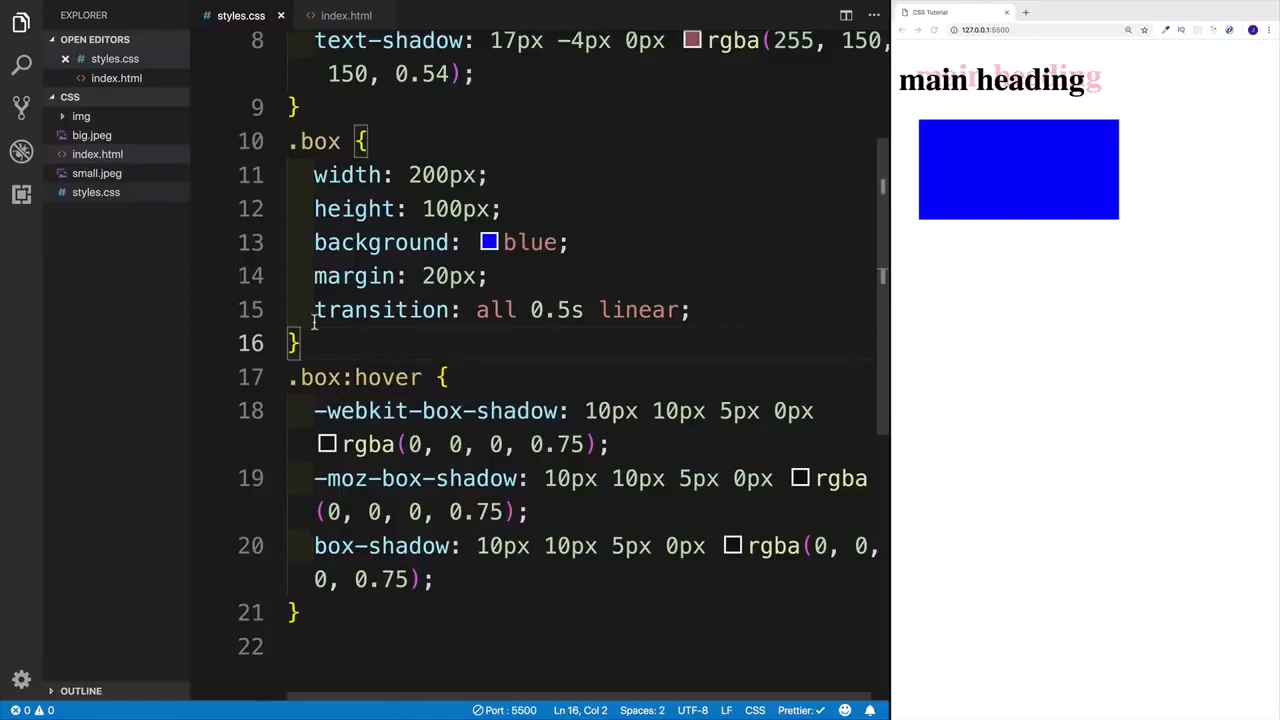 EXPLORER
OPEN EDITORS
styles.css
index.html
CSS
img
big.jpeg
index.html
small.jpeg
styles.css
OUTLINE
styles.css
index.html
8 text-shadow: 17px -4px 0px rgba(255, 150,
150, 0.54);
9 }
10 .box {
11 width: 200px;
12 height: 100px;
13 background: blue;
14 margin: 20px;
15 transition: all 0.5s linear;
16 }
17 .box:hover {
18 -webkit-box-shadow: 10px 10px 5px 0px
rgba(0, 0, 0, 0.75);
19 -moz-box-shadow: 10px 10px 5px 0px rgba
(0, 0, 0, 0.75);
20 box-shadow: 10px 10px 5px 0px rgba(0, 0,
0, 0.75);
21 }
22
0 0 Port : 5500 Ln 16, Col 2 Spaces: 2 UTF-8 LF CSS Prettier: ✓
CSS Tutorial
127.0.0.1:5500
IQ
J
main heading
main heading